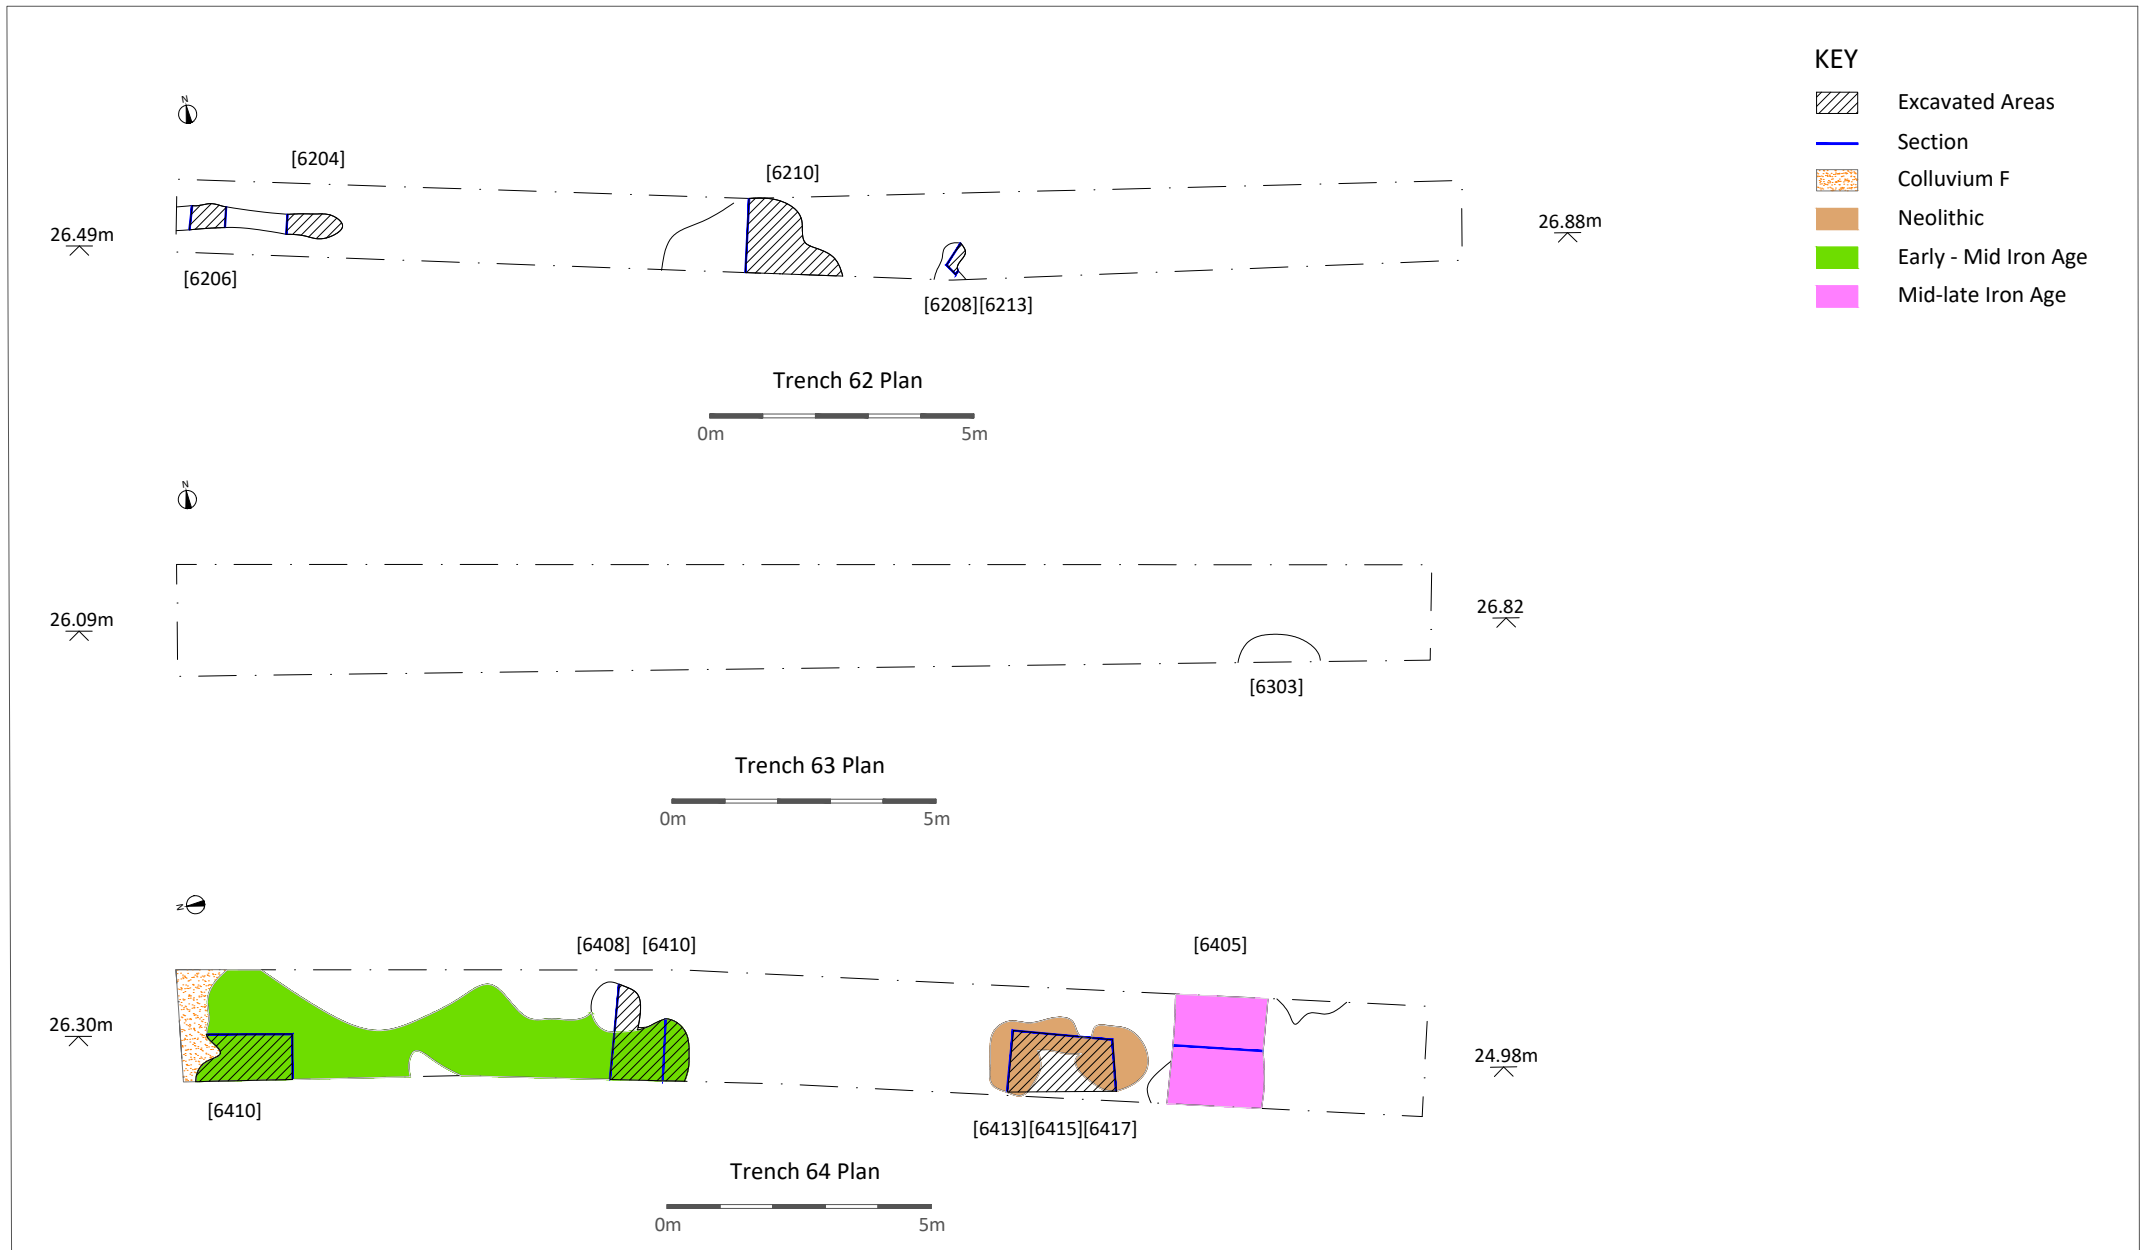 KEY
Excavated Areas
Section
Colluvium F
Neolithic
Early - Mid Iron Age
Mid-late Iron Age
N
[6204]
[6210]
26.49m
26.88m
[6206]
[6208][6213]
Trench 62 Plan
0m 5m
N
26.09m
26.82
[6303]
Trench 63 Plan
0m 5m
N
[6408] [6410]
[6405]
26.30m
24.98m
[6410]
[6413][6415][6417]
Trench 64 Plan
0m 5m